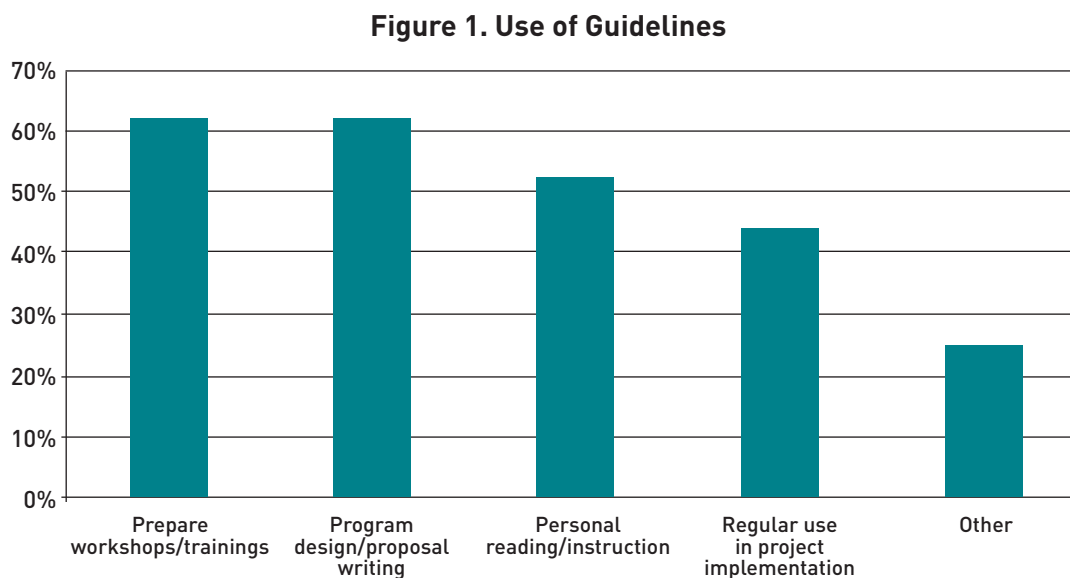 Figure 1. Use of Guidelines
70%
60%
50%
40%
30%
20%
10%
0%
Prepare
workshops/trainings
Program
design/proposal
writing
Personal
reading/instruction
Regular use
in project
implementation
Other